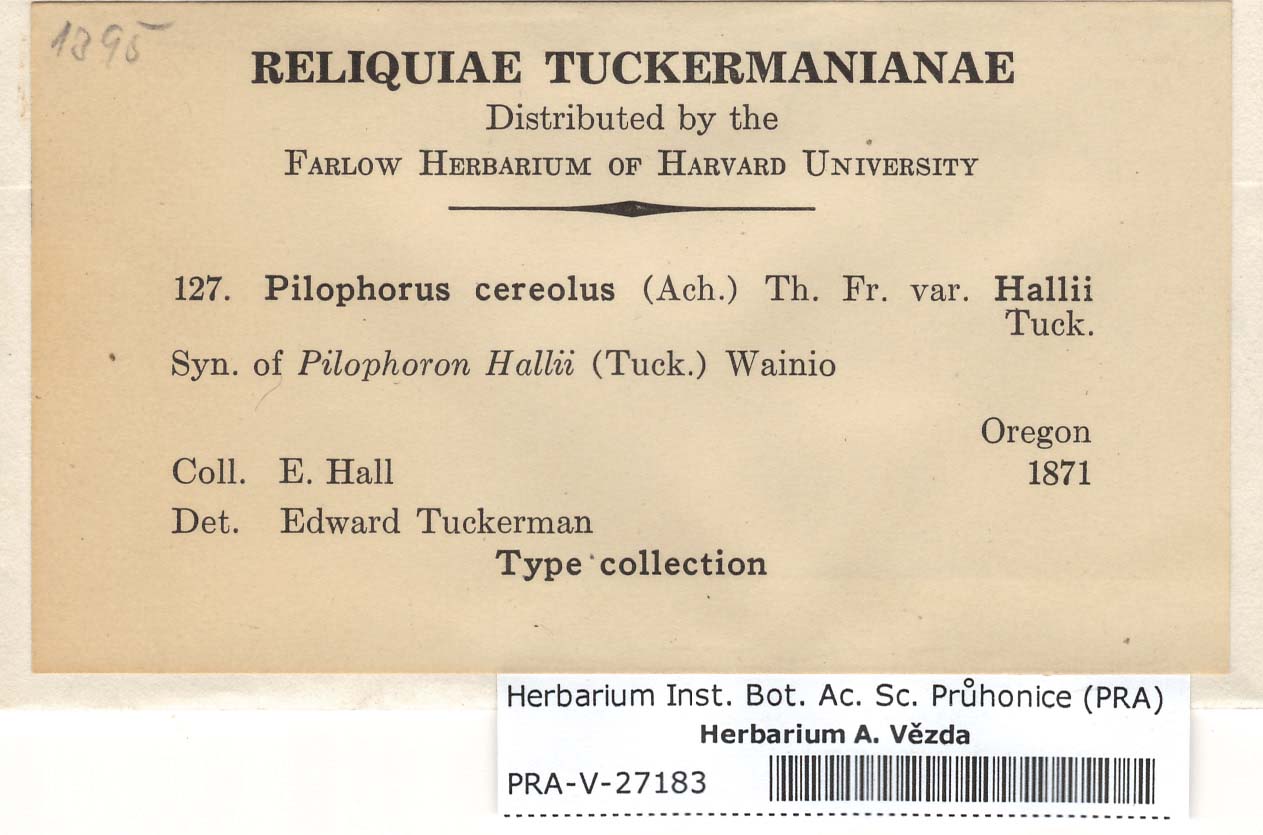 1395
RELIQUIAE TUCKERMANIANAE
Distributed by the
FARLOW HERBARIUM OF HARVARD UNIVERSITY
127. Pilophorus cereolus (Ach.) Th. Fr. var. Hallii
Tuck.
Syn. of Pilophoron Hallii (Tuck.) Wainio
Oregon
Coll. E. Hall 1871
Det. Edward Tuckerman
Type collection
Herbarium Inst. Bot. Ac. Sc. Průhonice (PRA)
Herbarium A. Vězda
PRA-V-27183